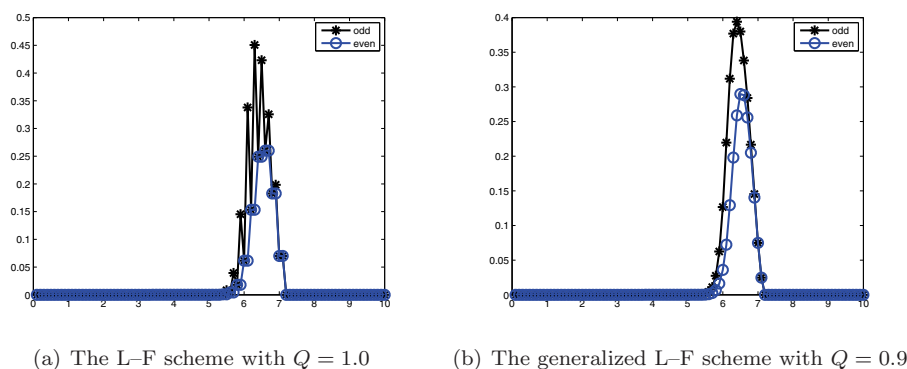 0.5
0.45
0.4
0.35
0.3
0.25
0.2
0.15
0.1
0.05
0
0 1 2 3 4 5 6 7 8 9 10
odd
even
(a) The L–F scheme with Q = 1.0
0.4
0.35
0.3
0.25
0.2
0.15
0.1
0.05
0
0 1 2 3 4 5 6 7 8 9 10
odd
even
(b) The generalized L–F scheme with Q = 0.9